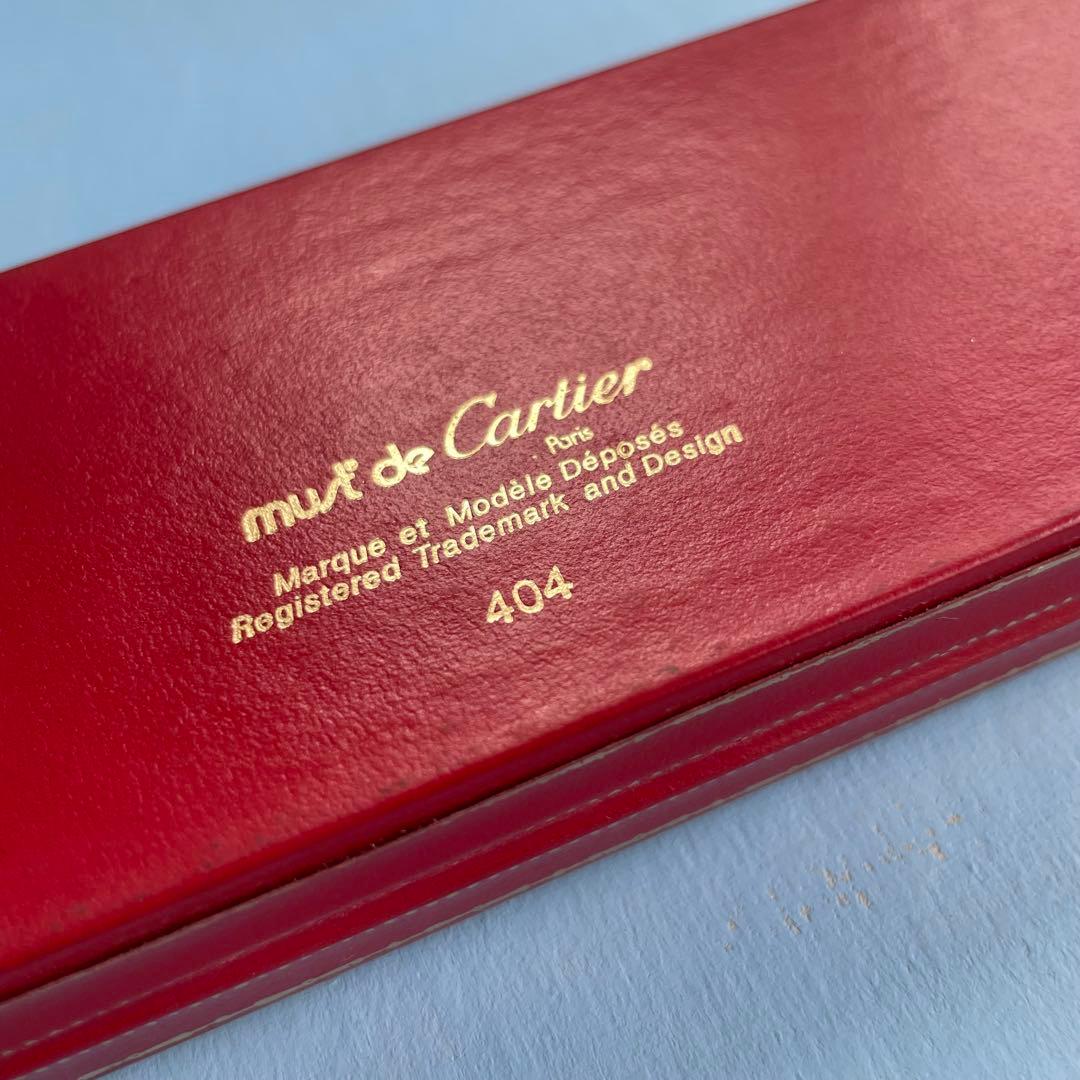 must de Cartier
Paris
Marque et Modèle Déposés
Registered Trademark and Design
404